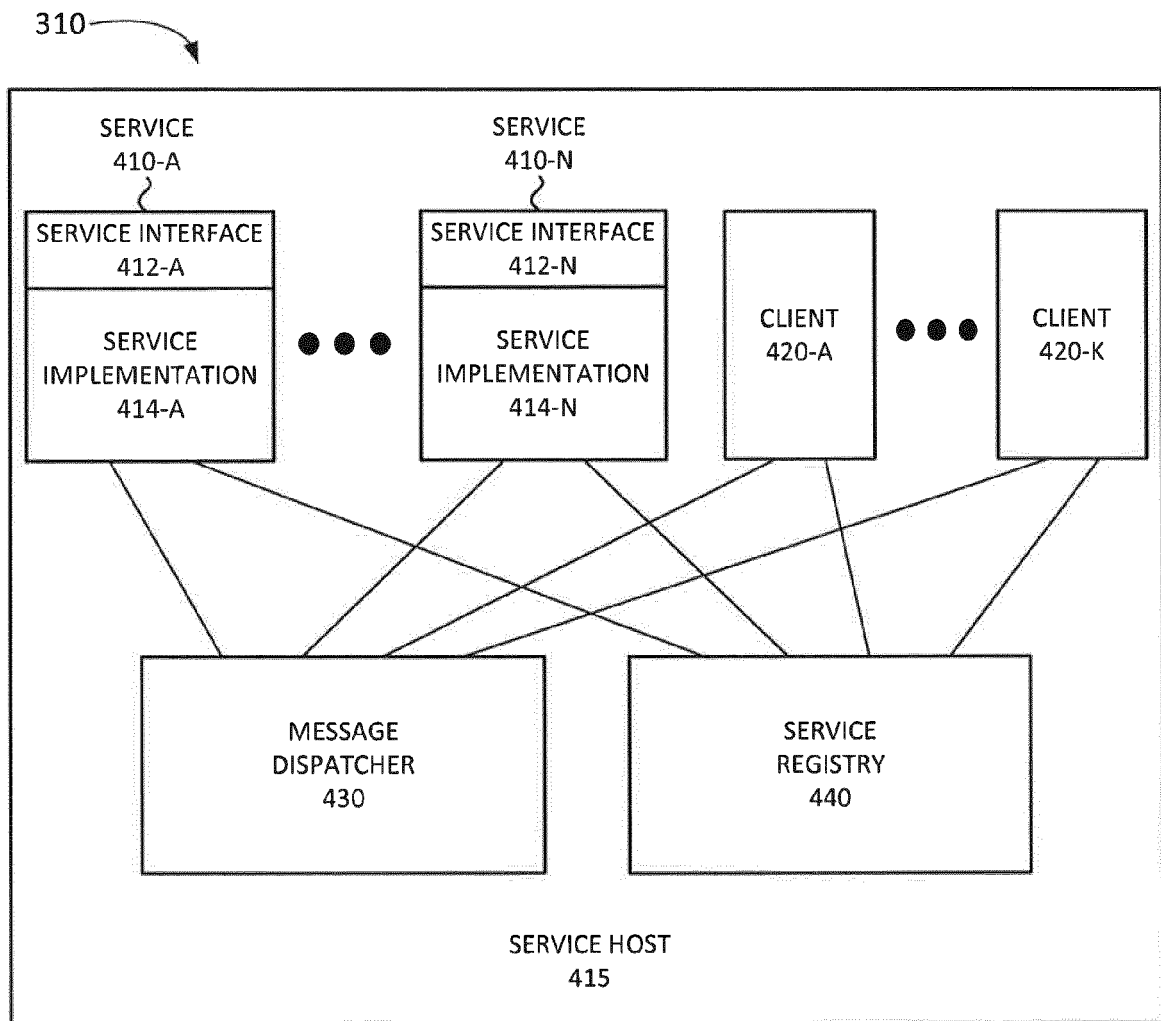 310
SERVICE
410-A
SERVICE
410-N
SERVICE INTERFACE
412-A
SERVICE INTERFACE
412-N
SERVICE
IMPLEMENTATION
414-A
SERVICE
IMPLEMENTATION
414-N
CLIENT
420-A
CLIENT
420-K
MESSAGE
DISPATCHER
430
SERVICE
REGISTRY
440
SERVICE HOST
415